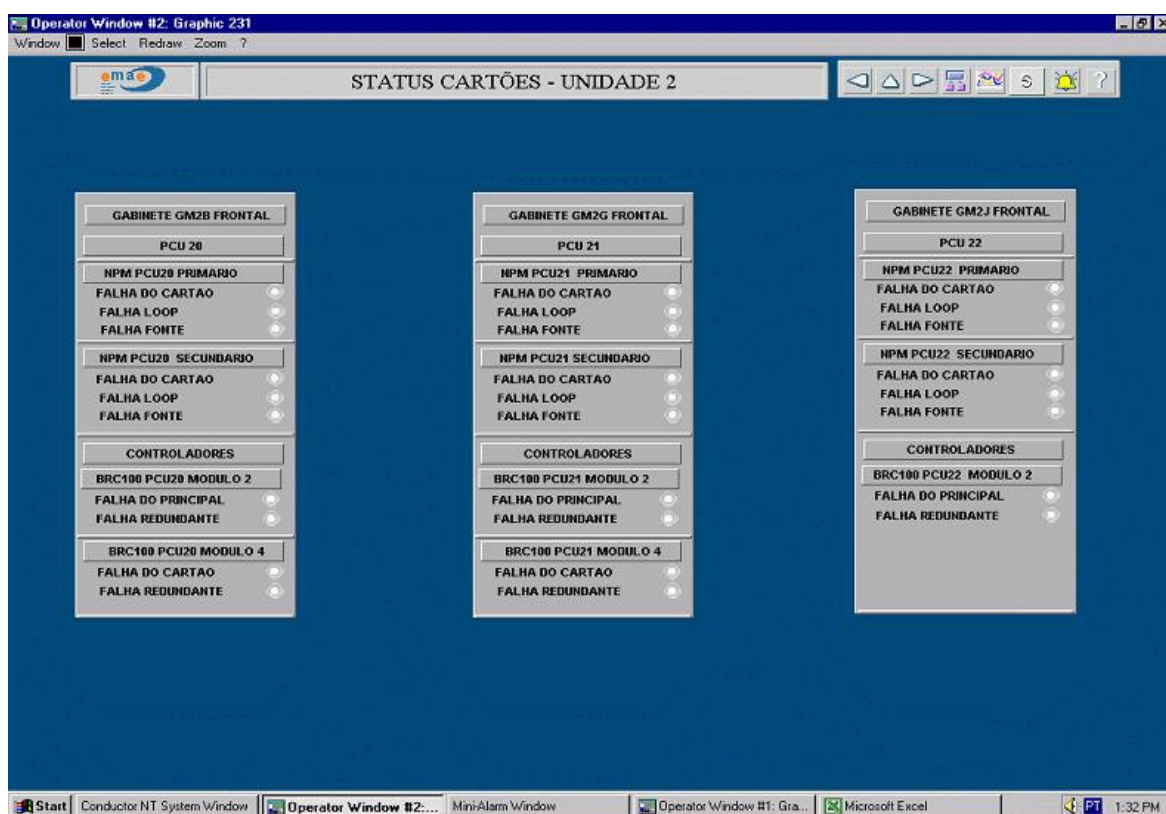 Operator Window #2: Graphic 231
Window Select Redraw Zoom ?
emae
STATUS CARTÕES - UNIDADE 2
S ?
GABINETE GM2B FRONTAL
PCU 20
NPM PCU20 PRIMARIO
FALHA DO CARTAO
FALHA LOOP
FALHA FONTE
NPM PCU20 SECUNDARIO
FALHA DO CARTAO
FALHA LOOP
FALHA FONTE
CONTROLADORES
BRC100 PCU20 MODULO 2
FALHA DO PRINCIPAL
FALHA REDUNDANTE
BRC100 PCU20 MODULO 4
FALHA DO CARTAO
FALHA REDUNDANTE
GABINETE GM2G FRONTAL
PCU 21
NPM PCU21 PRIMARIO
FALHA DO CARTAO
FALHA LOOP
FALHA FONTE
NPM PCU21 SECUNDARIO
FALHA DO CARTAO
FALHA LOOP
FALHA FONTE
CONTROLADORES
BRC100 PCU21 MODULO 2
FALHA DO PRINCIPAL
FALHA REDUNDANTE
BRC100 PCU21 MODULO 4
FALHA DO CARTAO
FALHA REDUNDANTE
GABINETE GM2J FRONTAL
PCU 22
NPM PCU22 PRIMARIO
FALHA DO CARTAO
FALHA LOOP
FALHA FONTE
NPM PCU22 SECUNDARIO
FALHA DO CARTAO
FALHA LOOP
FALHA FONTE
CONTROLADORES
BRC100 PCU22 MODULO 2
FALHA DO PRINCIPAL
FALHA REDUNDANTE
Start Conductor NT System Window Operator Window #2:... Mini-Alarm Window Operator Window #1: Gra... Microsoft Excel PT 1:32 PM